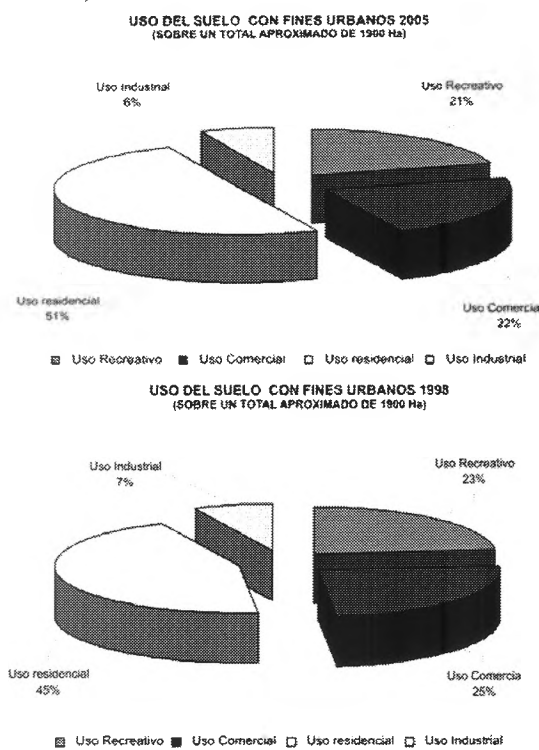 USO DEL SUELO CON FINES URBANOS 2005
(SOBRE UN TOTAL APROXIMADO DE 1900 Ha)
Uso Industrial
6%
Uso Recreativo
21%
Uso residencial
51%
Uso Comercia
22%
Uso Recreativo Uso Comercial Uso residencial Uso Industrial
USO DEL SUELO CON FINES URBANOS 1998
(SOBRE UN TOTAL APROXIMADO DE 1900 Ha)
Uso Industrial
7%
Uso Recreativo
23%
Uso residencial
45%
Uso Comercia
25%
Uso Recreativo Uso Comercial Uso residencial Uso Industrial